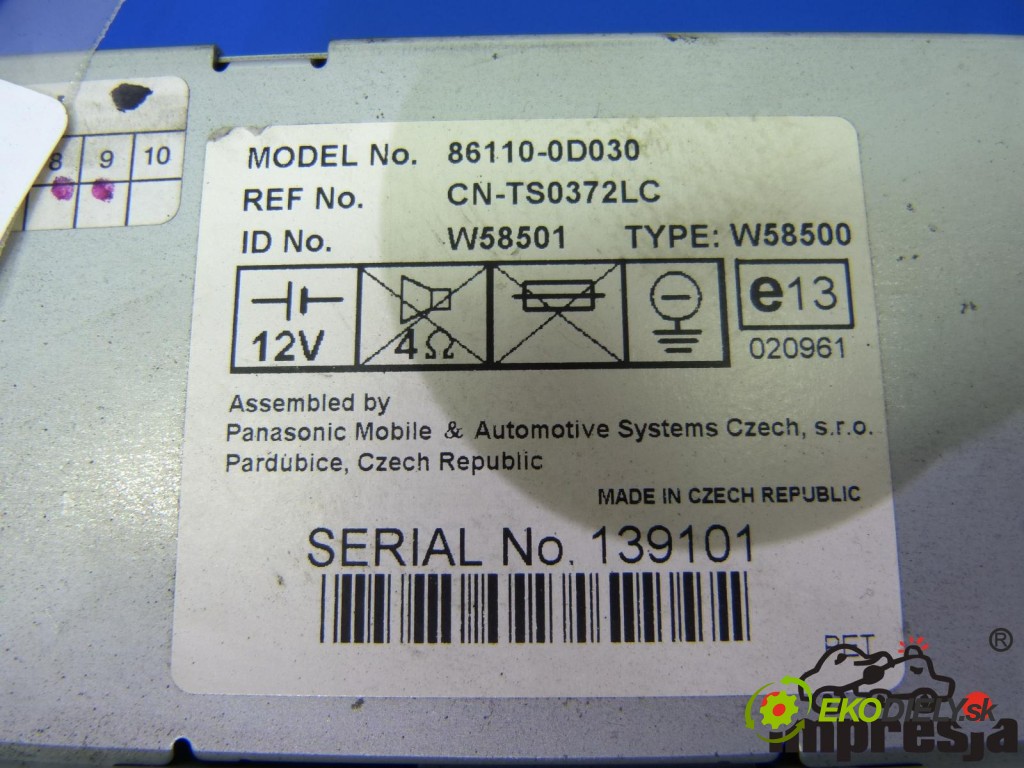 8 9 10
MODEL No. 86110-0D030
REF No. CN-TS0372LC
ID No. W58501 TYPE: W58500
12V 4Ω e13
020961
Assembled by
Panasonic Mobile & Automotive Systems Czech, s.r.o.
Pardubice, Czech Republic
MADE IN CZECH REPUBLIC
SERIAL No. 139101
PET
®
EKODIELY.sk
impresja